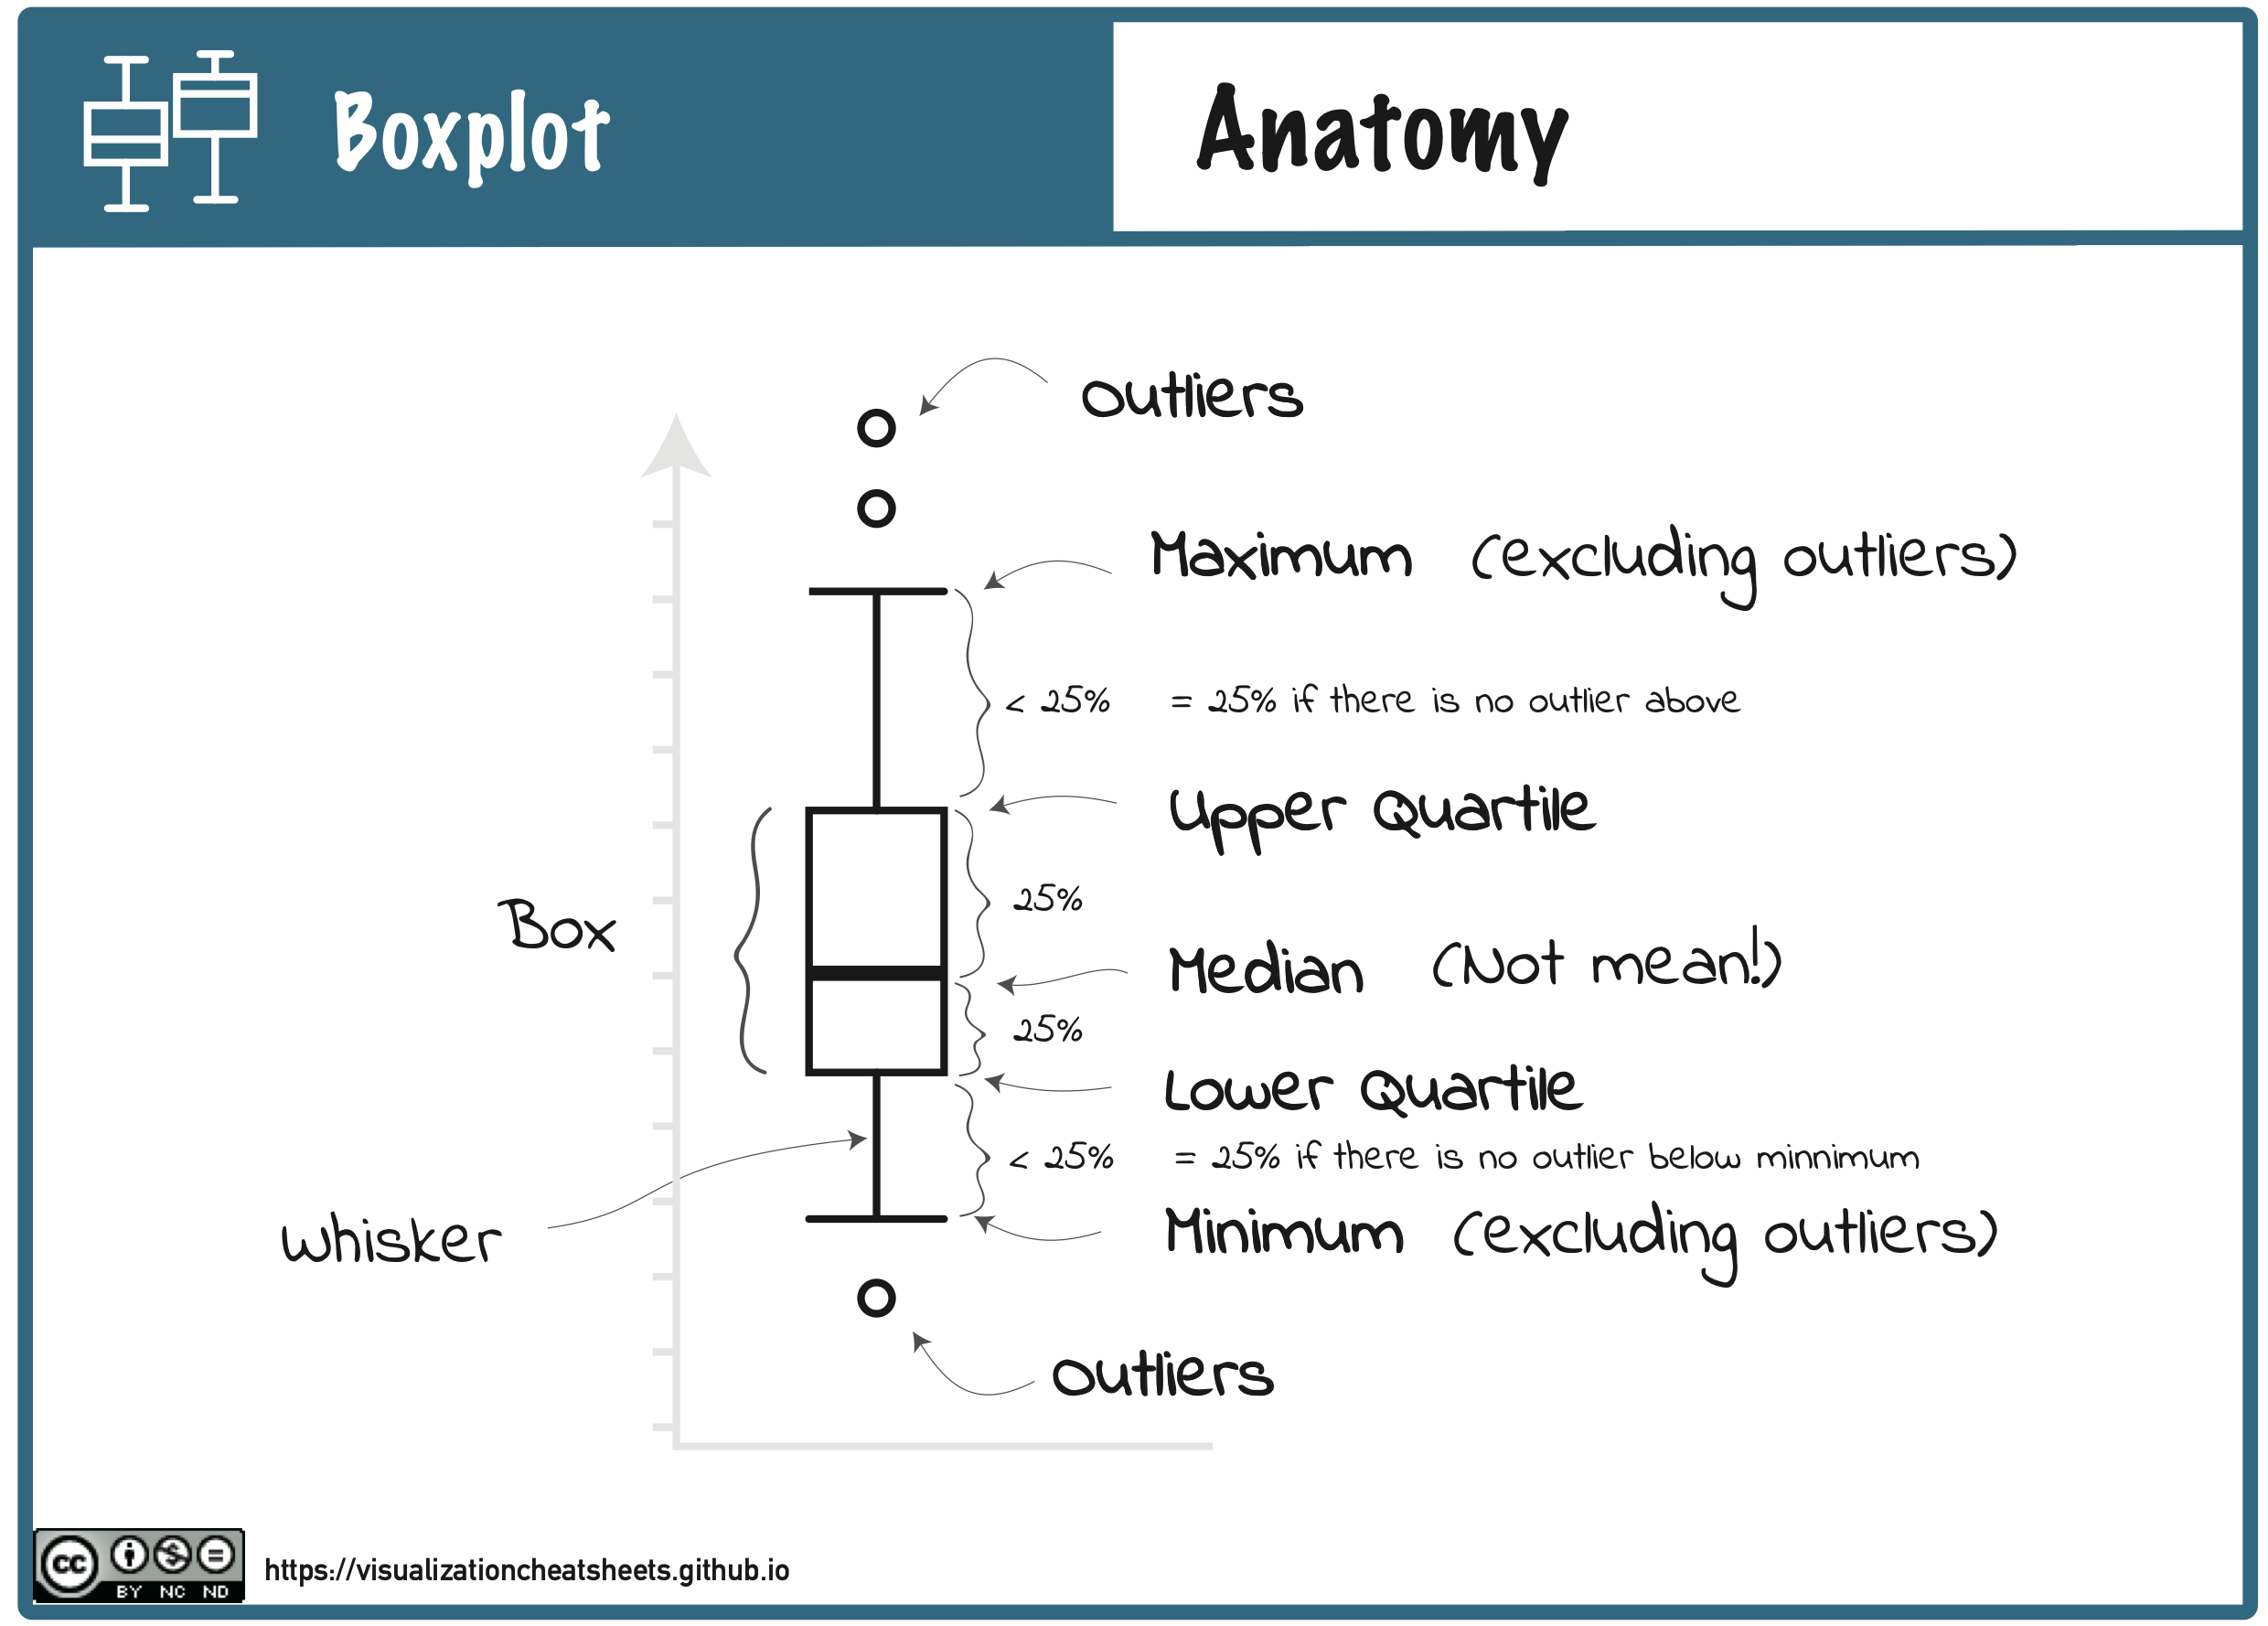 Boxplot
Anatomy
Outliers
Maximum (excluding outliers)
< 25% = 25% if there is no outlier above
Upper Quartile
25%
Box
Median (Not mean!)
25%
Lower Quartile
< 25% = 25% if there is no outlier below minnimum
Whisker
Minimum (excluding outliers)
Outliers
cc BY NC ND
https://visualizationcheatsheets.github.io